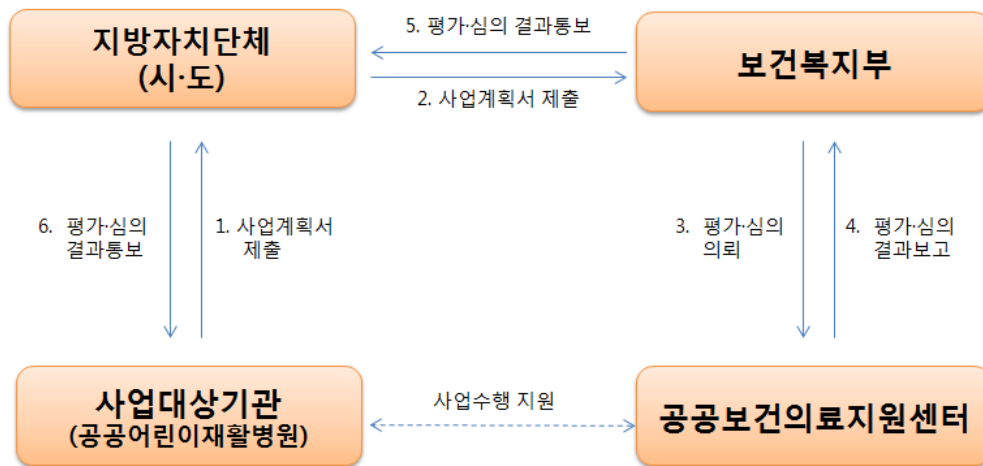 지방자치단체
(시·도)
5. 평가·심의 결과통보
2. 사업계획서 제출
보건복지부
6. 평가·심의
결과통보
1. 사업계획서
제출
3. 평가·심의
의뢰
4. 평가·심의
결과보고
사업대상기관
(공공어린이재활병원)
사업수행 지원
공공보건의료지원센터